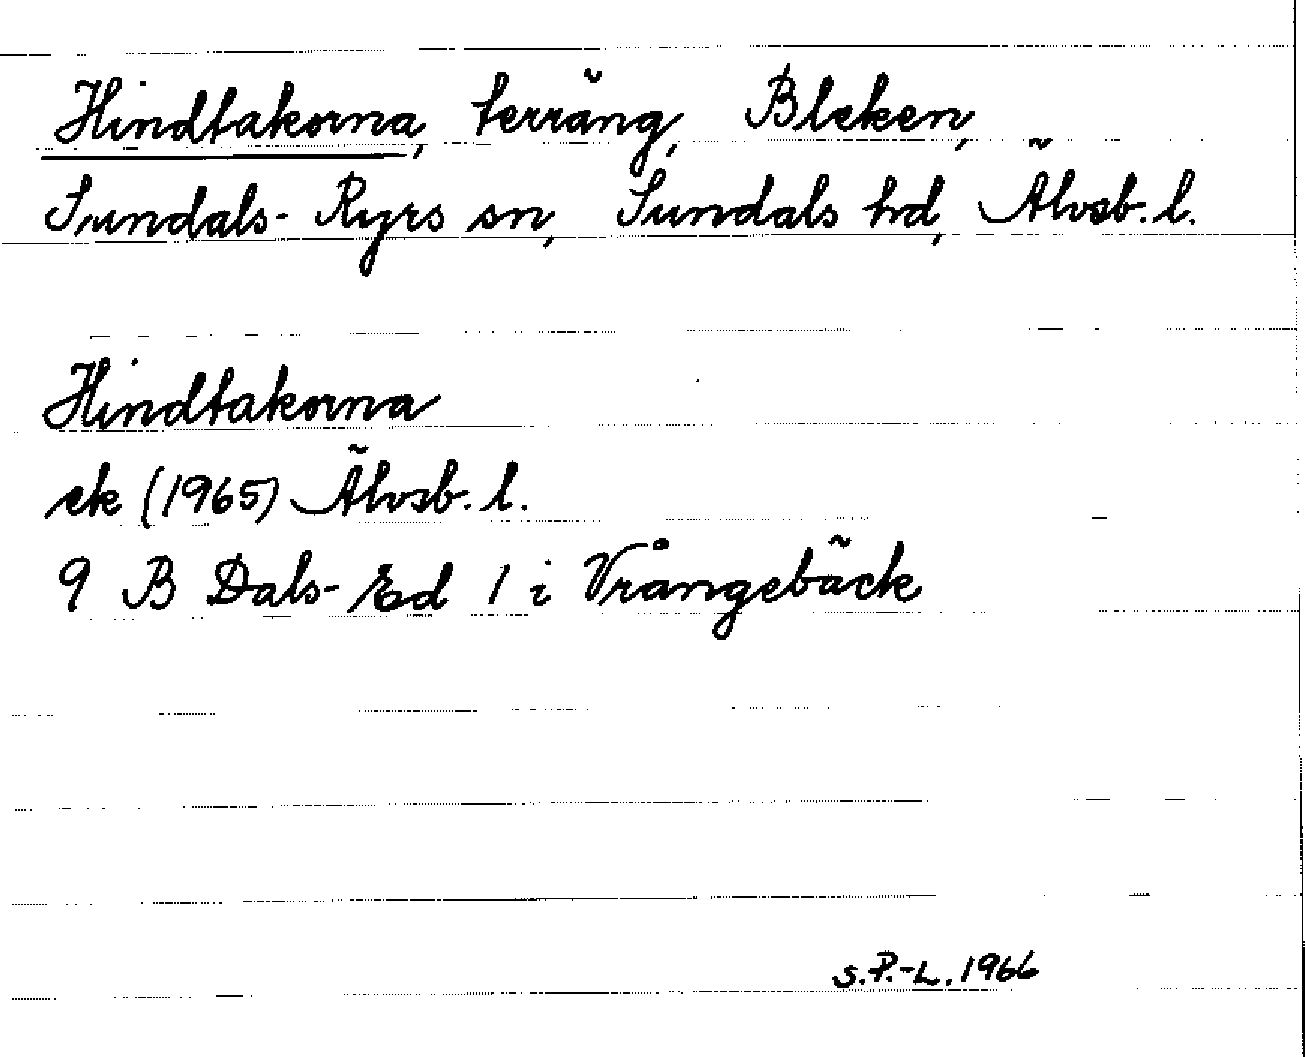 Hindtakorna, terräng, Bleken,
Sundals-Ryrs sn, Sundals hd, Älvsb. l.
Hindtakorna
ek (1965) Älvsb. l.
9 B Dals-Ed 1 i Vrångebäck
S.P.-L. 1966